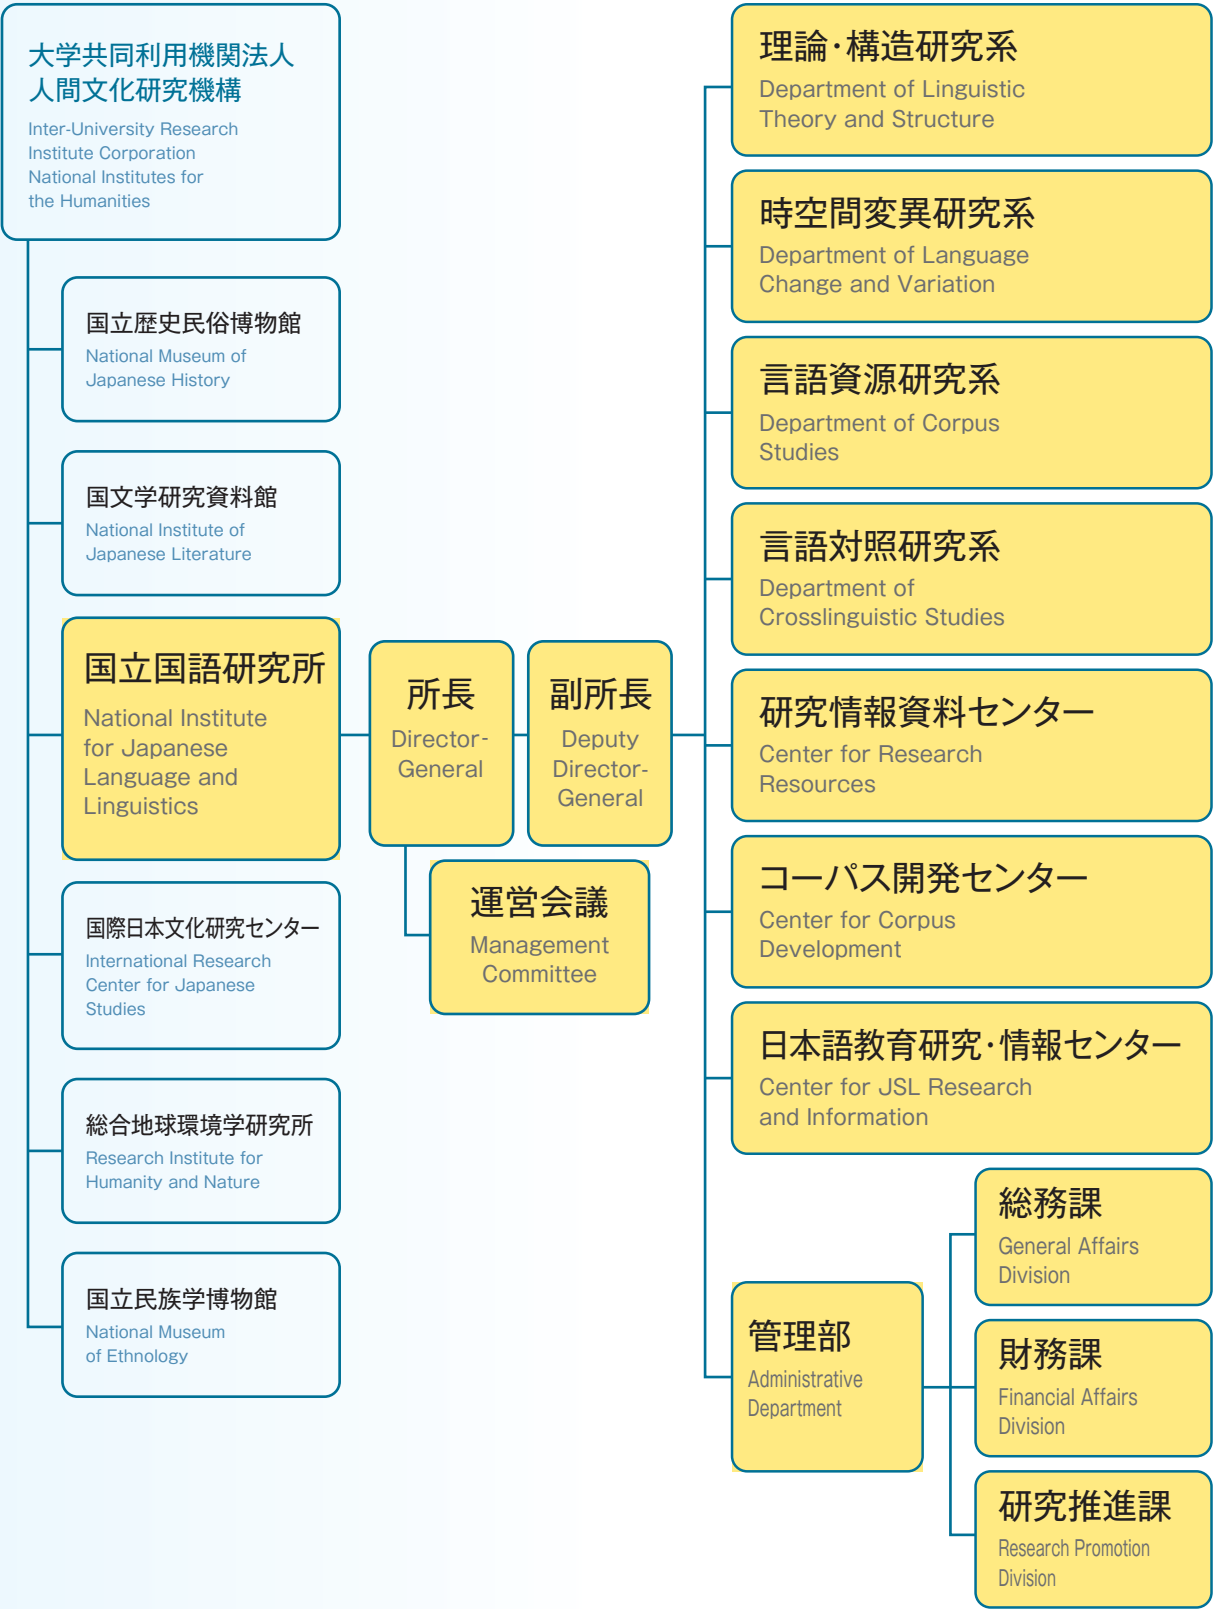 大学共同利用機関法人
人間文化研究機構
Inter-University Research
Institute Corporation
National Institutes for
the Humanities
国立歴史民俗博物館
National Museum of
Japanese History
国文学研究資料館
National Institute of
Japanese Literature
国立国語研究所
National Institute
for Japanese
Language and
Linguistics
国際日本文化研究センター
International Research
Center for Japanese
Studies
総合地球環境学研究所
Research Institute for
Humanity and Nature
国立民族学博物館
National Museum
of Ethnology
所長
Director-
General
副所長
Deputy
Director-
General
運営会議
Management
Committee
理論・構造研究系
Department of Linguistic
Theory and Structure
時空間変異研究系
Department of Language
Change and Variation
言語資源研究系
Department of Corpus
Studies
言語対照研究系
Department of
Crosslinguistic Studies
研究情報資料センター
Center for Research
Resources
コーパス開発センター
Center for Corpus
Development
日本語教育研究・情報センター
Center for JSL Research
and Information
管理部
Administrative
Department
総務課
General Affairs
Division
財務課
Financial Affairs
Division
研究推進課
Research Promotion
Division